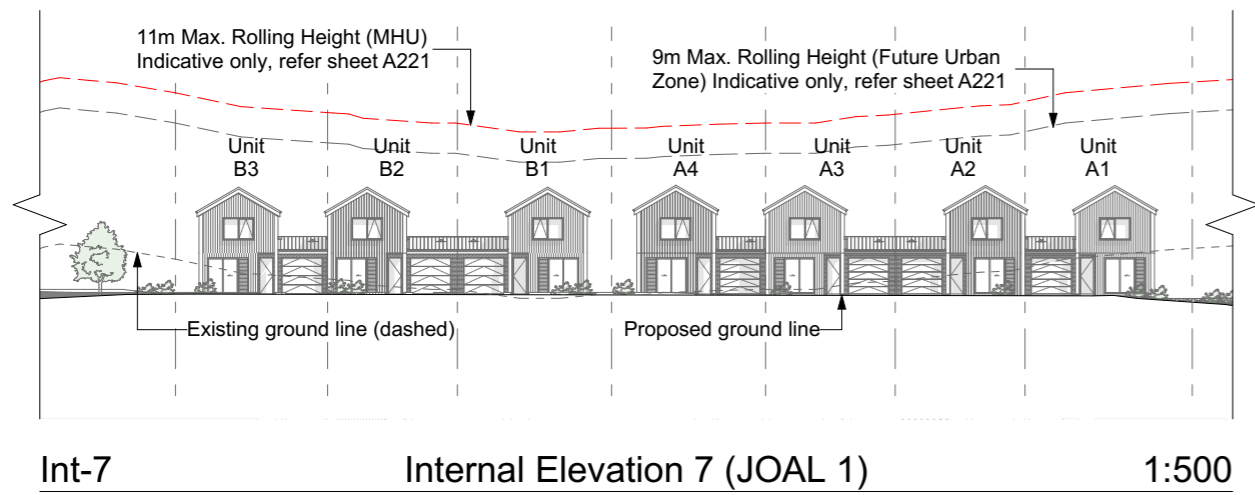 11m Max. Rolling Height (MHU)
Indicative only, refer sheet A221
9m Max. Rolling Height (Future Urban
Zone) Indicative only, refer sheet A221
Unit
B3
Unit
B2
Unit
B1
Unit
A4
Unit
A3
Unit
A2
Unit
A1
Existing ground line (dashed)
Proposed ground line
Int-7
Internal Elevation 7 (JOAL 1)
1:500